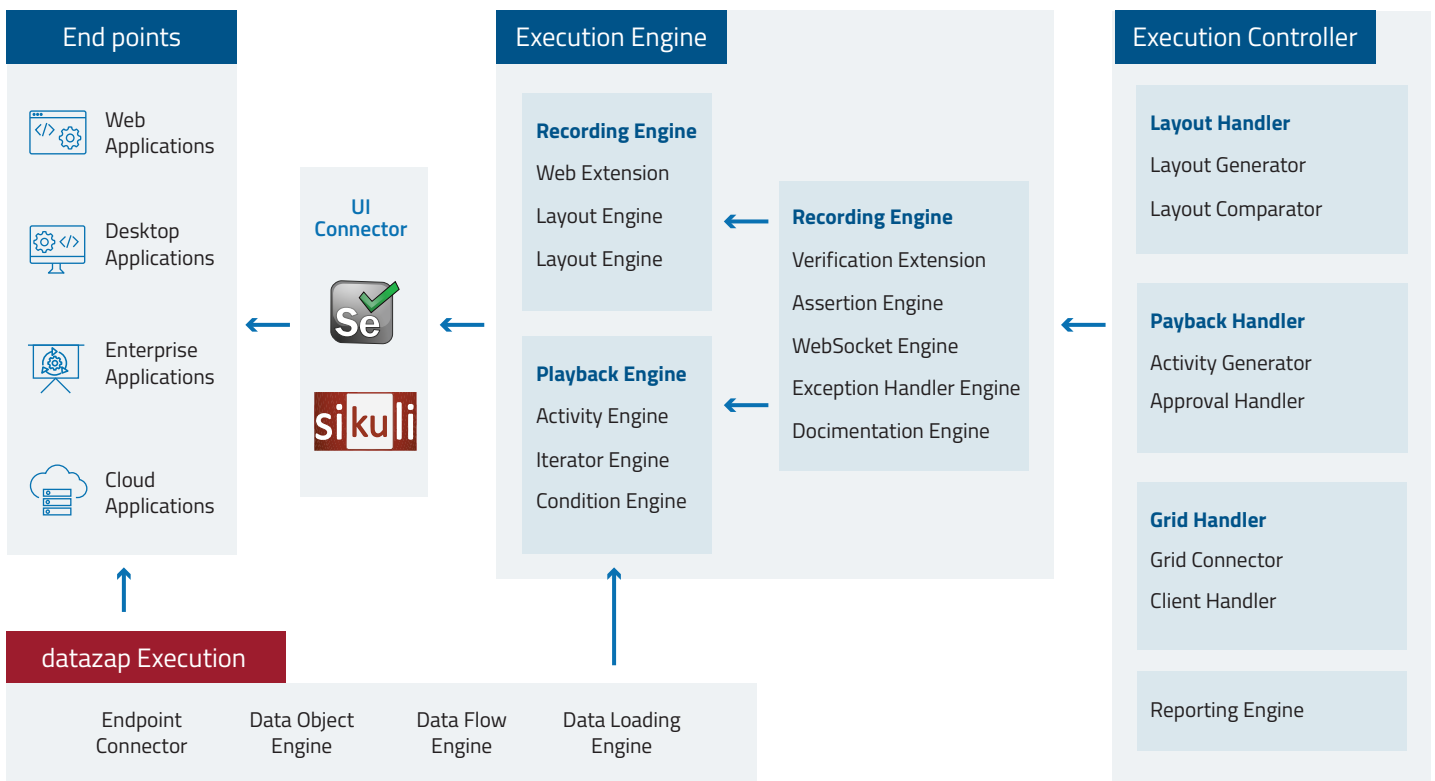 End points
Web
Applications
Desktop
Applications
Enterprise
Applications
Cloud
Applications
UI
Connector
Se
sikuli
Execution Engine
Recording Engine
Web Extension
Layout Engine
Layout Engine
Playback Engine
Activity Engine
Iterator Engine
Condition Engine
Recording Engine
Verification Extension
Assertion Engine
WebSocket Engine
Exception Handler Engine
Docimentation Engine
Execution Controller
Layout Handler
Layout Generator
Layout Comparator
Payback Handler
Activity Generator
Approval Handler
Grid Handler
Grid Connector
Client Handler
Reporting Engine
datazap Execution
Endpoint
Connector
Data Object
Engine
Data Flow
Engine
Data Loading
Engine